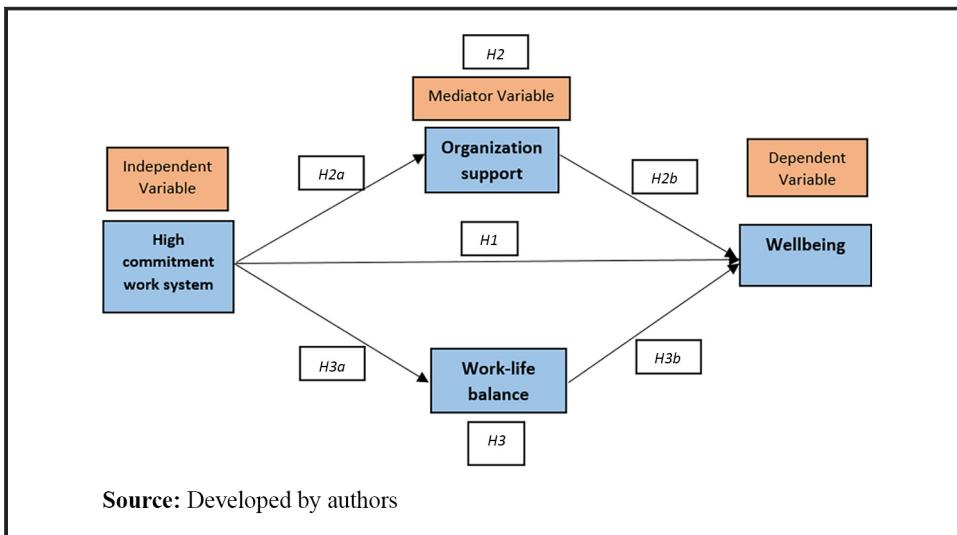 H2
Mediator Variable
Organization
support
Independent
Variable
H2a
H2b
Dependent
Variable
High
commitment
work system
H1
Wellbeing
H3a
Work-life
balance
H3b
H3
Source: Developed by authors